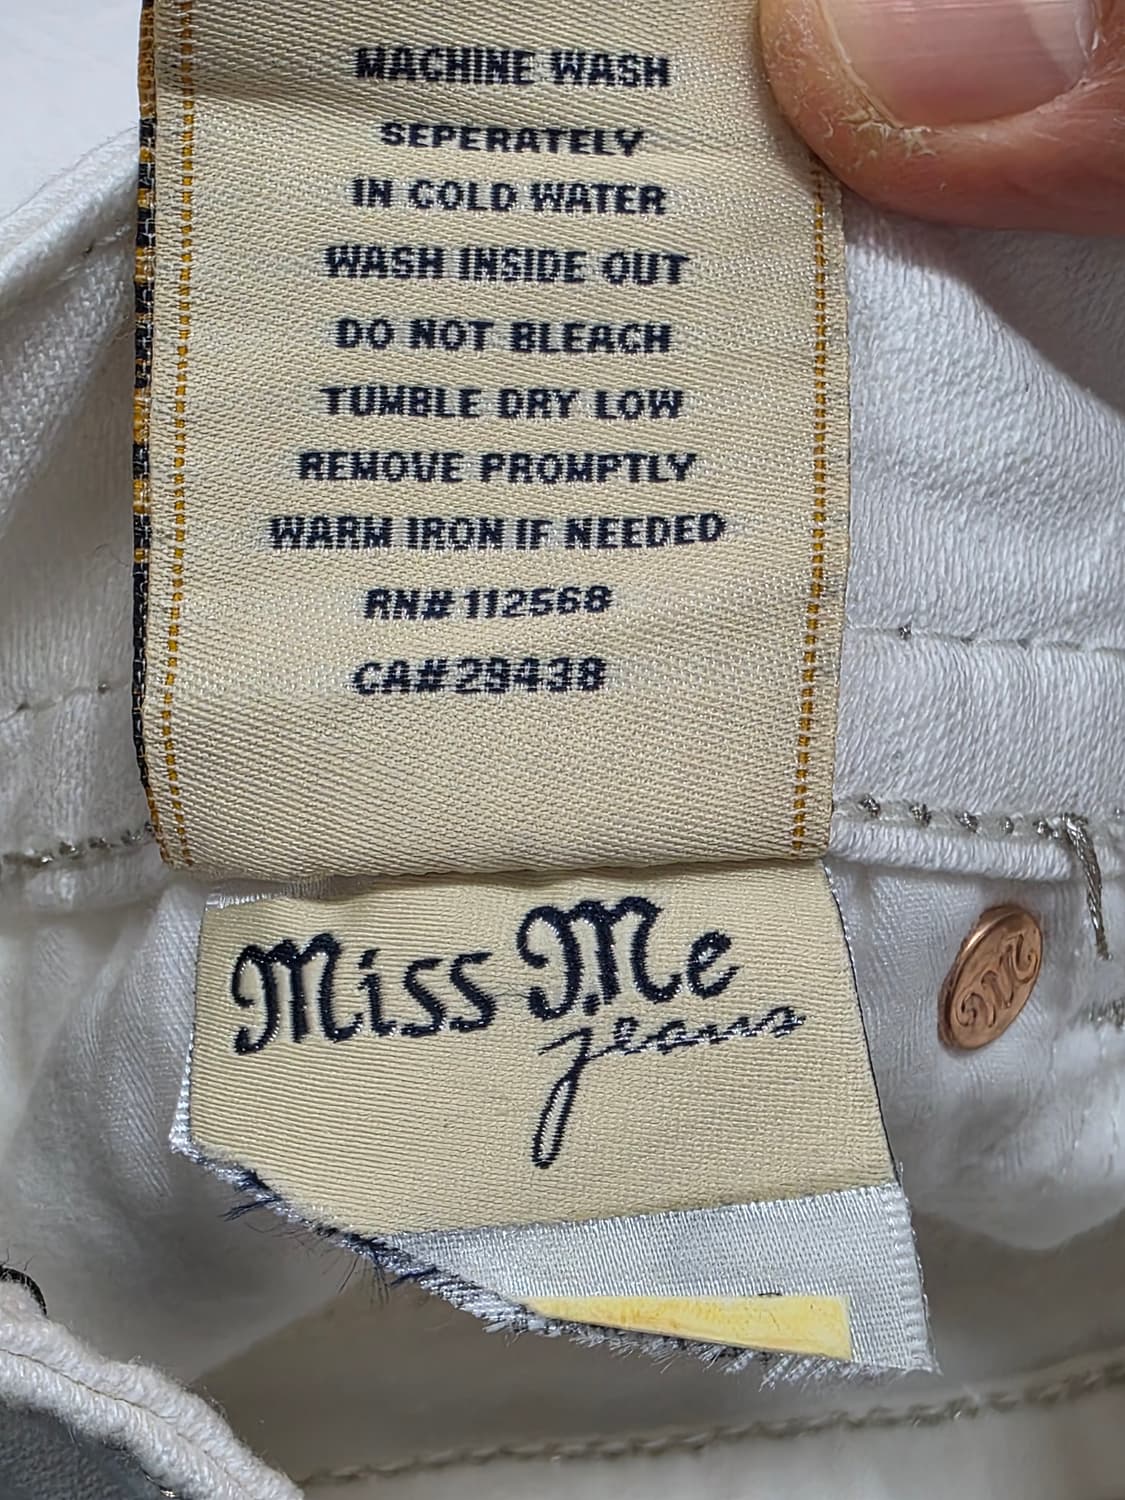 MACHINE WASH
SEPERATELY
IN COLD WATER
WASH INSIDE OUT
DO NOT BLEACH
TUMBLE DRY LOW
REMOVE PROMPTLY
WARM IRON IF NEEDED
RN# 112568
CA# 29438
Miss Me
jeans
M